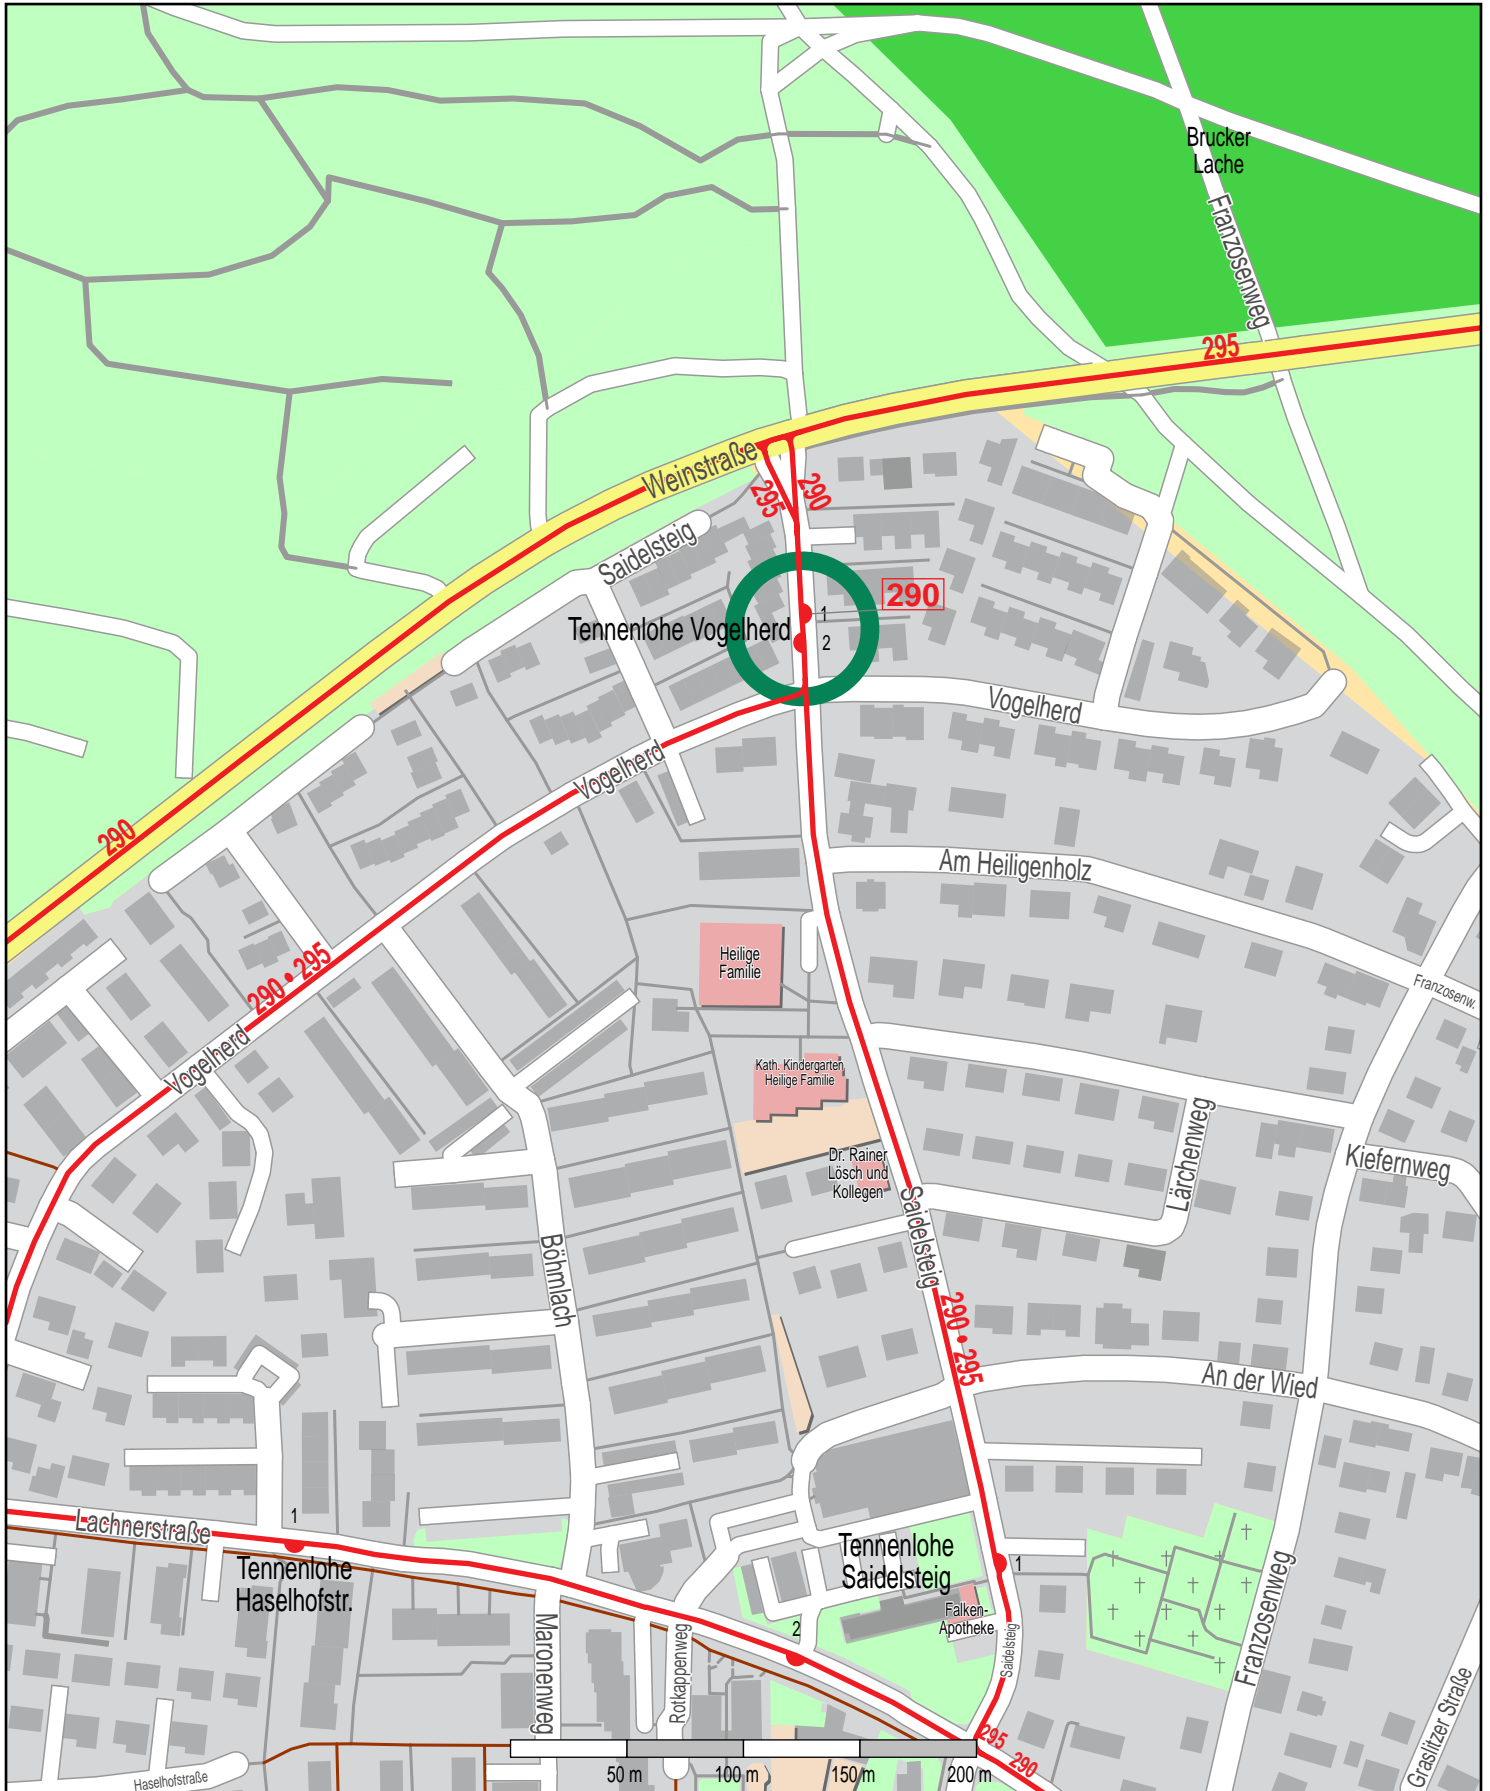 Brucker
Lache
Franzosenweg
295
Weinstraße
295
290
Saidelsteig
290
1
Tennenlohe Vogelherd
2
Vogelherd
Vogelherd
290
Am Heiligenholz
Heilige
Familie
290 • 295
Franzosenw.
Vogelherd
Kath. Kindergarten
Heilige Familie
Lärchenweg
Dr. Rainer
Lösch und
Kollegen
Kiefernweg
Saidelsteig
Böhmlach
290 • 295
An der Wied
1
Lachnerstraße
Tennenlohe
Saidelsteig
1
Tennenlohe
Haselhofstr.
Falken-
Apotheke
2
Franzosenweg
Maronenweg
Rotkappenweg
Saidelsteig
Graslitzer Straße
295
290
Haselhofstraße
50 m
100 m
150 m
200 m